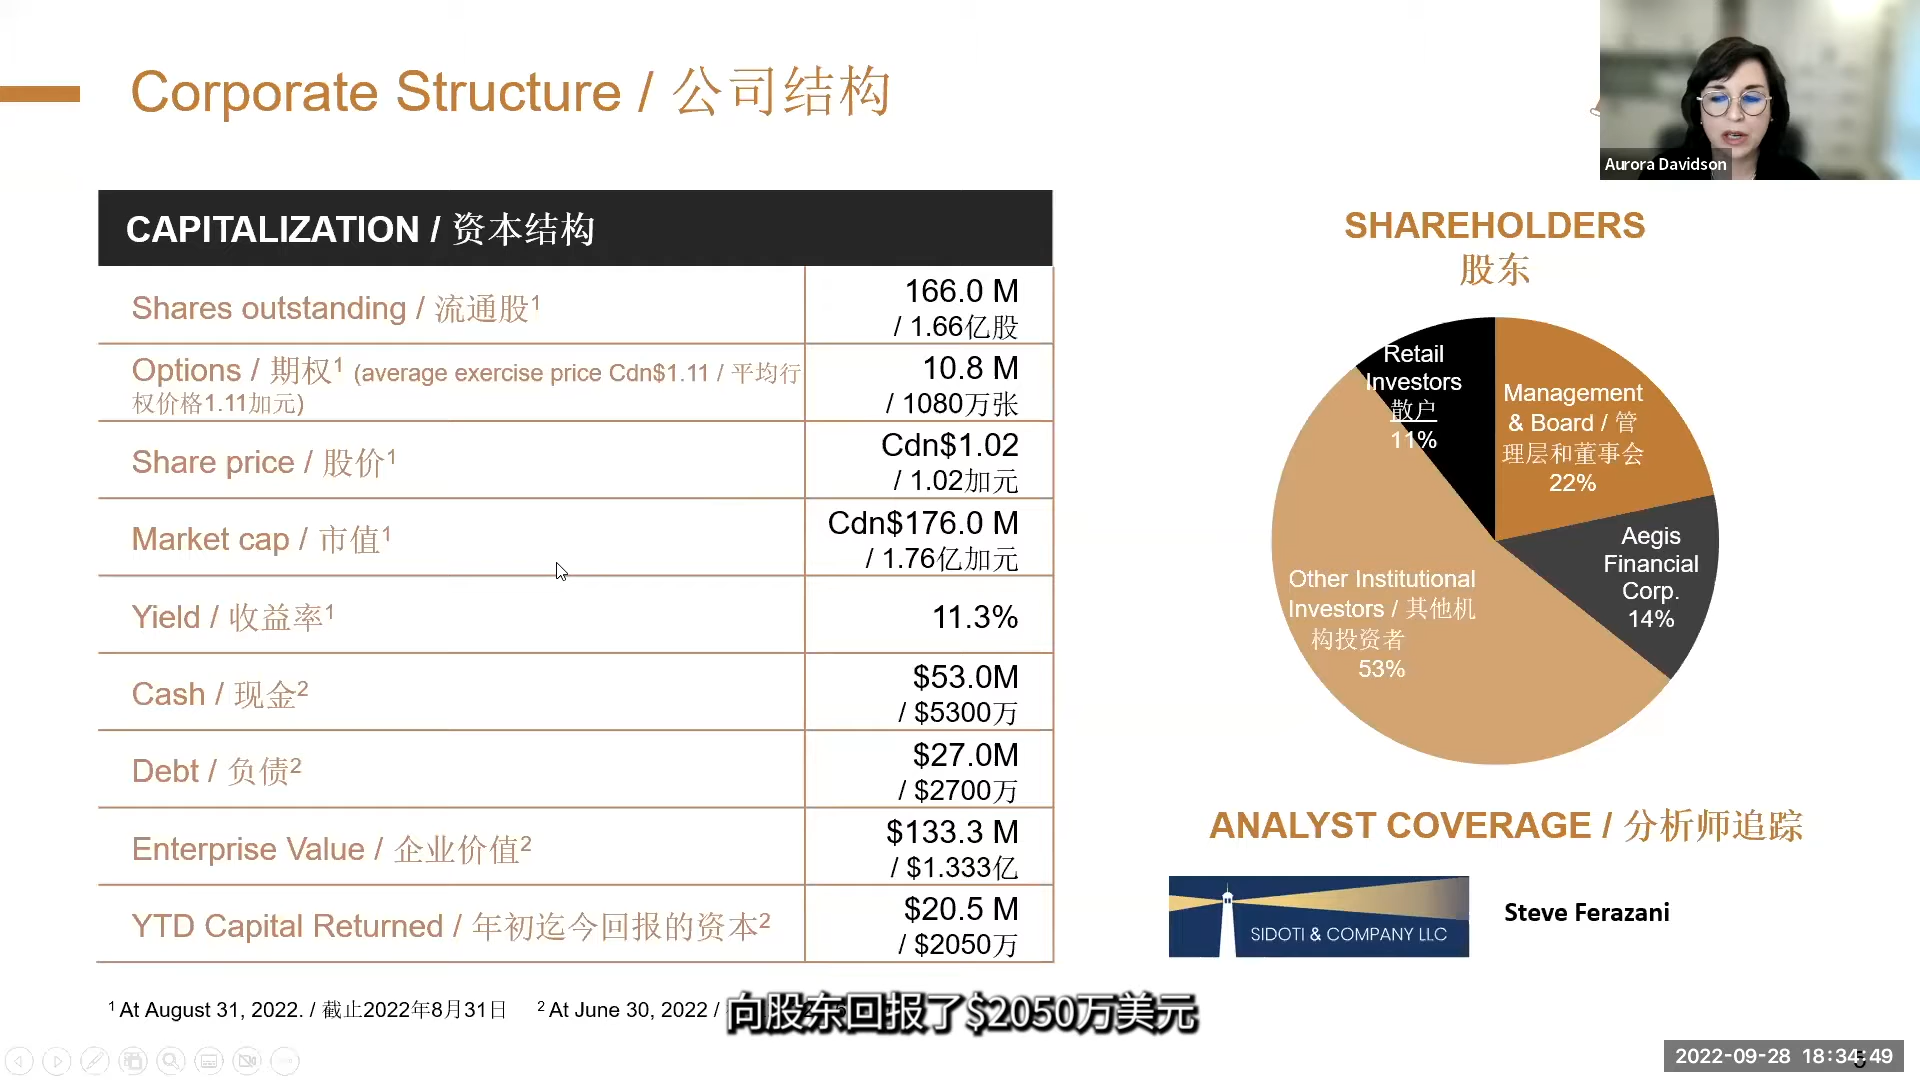 Corporate Structure / 公司结构
Aurora Davidson
CAPITALIZATION / 资本结构
Shares outstanding / 流通股¹
166.0 M
/ 1.66亿股
Options / 期权¹ (average exercise price Cdn$1.11 / 平均行
权价格1.11加元)
10.8 M
/ 1080万张
Share price / 股价¹
Cdn$1.02
/ 1.02加元
Market cap / 市值¹
Cdn$176.0 M
/ 1.76亿加元
Yield / 收益率¹
11.3%
Cash / 现金²
$53.0M
/ $5300万
Debt / 负债²
$27.0M
/ $2700万
Enterprise Value / 企业价值²
$133.3 M
/ $1.333亿
YTD Capital Returned / 年初迄今回报的资本²
$20.5 M
/ $2050万
¹ At August 31, 2022. / 截止2022年8月31日
² At June 30, 2022 /
向股东回报了$2050万美元
SHAREHOLDERS
股东
Retail
Investors
散户
11%
Management
& Board / 管
理层和董事会
22%
Aegis
Financial
Corp.
14%
Other Institutional
Investors / 其他机
构投资者
53%
ANALYST COVERAGE / 分析师追踪
SIDOTI & COMPANY LLC
Steve Ferazani
2022-09-28 18:34:49